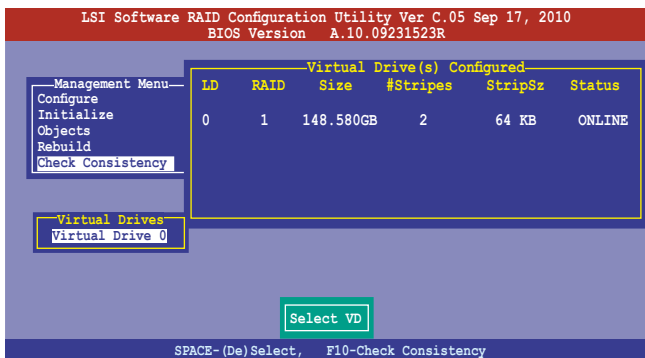 LSI Software RAID Configuration Utility Ver C.05 Sep 17, 2010
BIOS Version A.10.09231523R
Virtual Drive(s) Configured
LD RAID Size #Stripes StripSz Status
0 1 148.580GB 2 64 KB ONLINE
Management Menu
Configure
Initialize
Objects
Rebuild
Check Consistency
Virtual Drives
Virtual Drive 0
Select VD
SPACE-(De)Select, F10-Check Consistency